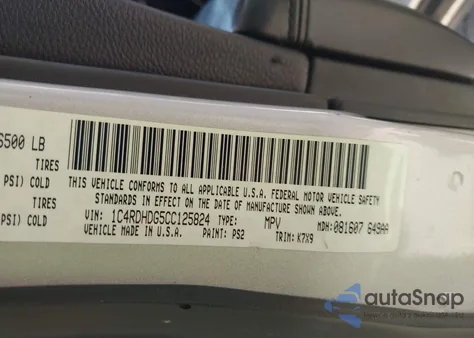 6500 LB
TIRES
PSI) COLD
TIRES
PSI) COLD
THIS VEHICLE CONFORMS TO ALL APPLICABLE U.S.A. FEDERAL MOTOR VEHICLE SAFETY
STANDARDS IN EFFECT ON THE DATE OF MANUFACTURE SHOWN ABOVE.
VIN: 1C4RDHDG5CC125824 TYPE: MPV MDH: 081607 849AA
VEHICLE MADE IN U.S.A. PAINT: PS2 TRIM: K7X9
autaSnap